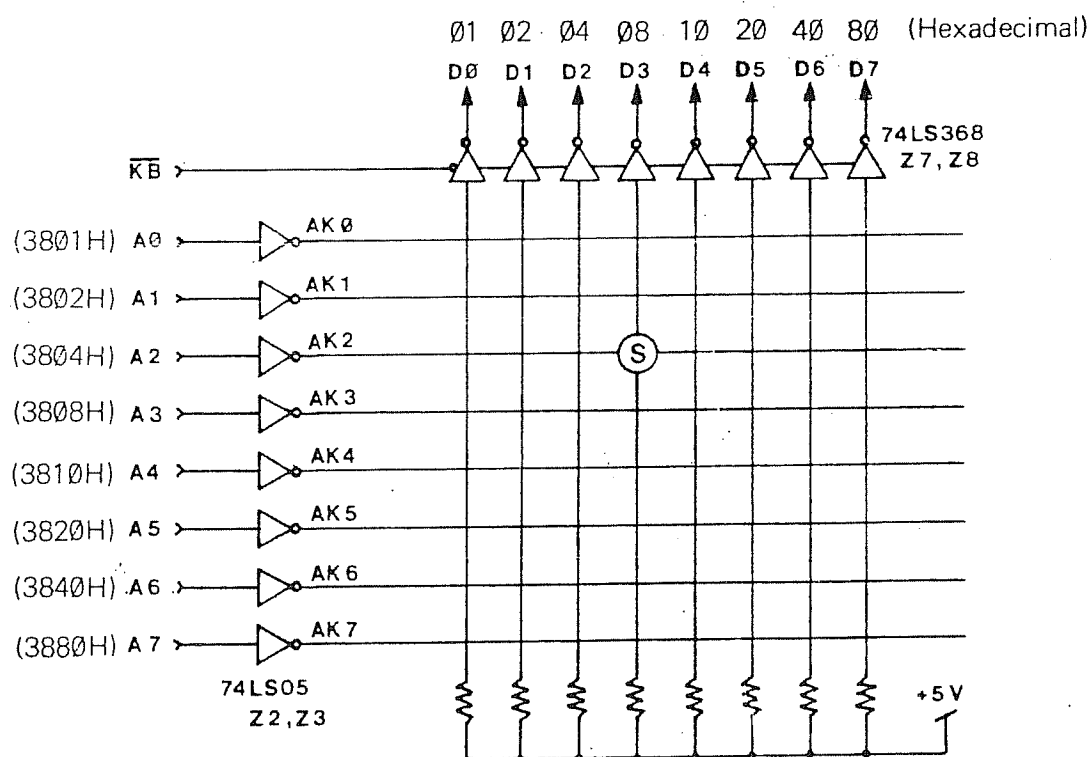 Ø1 Ø2 Ø4 Ø8 1Ø 2Ø 4Ø 8Ø (Hexadecimal)
DØ D1 D2 D3 D4 D5 D6 D7
74LS368
Z7,Z8
KB
(38Ø1H) AØ AKØ
(38Ø2H) A1 AK1
(38Ø4H) A2 AK2
S
(38Ø8H) A3 AK3
(381ØH) A4 AK4
(382ØH) A5 AK5
(384ØH) A6 AK6
(388ØH) A7 AK7
74LS05
Z2,Z3
+5V